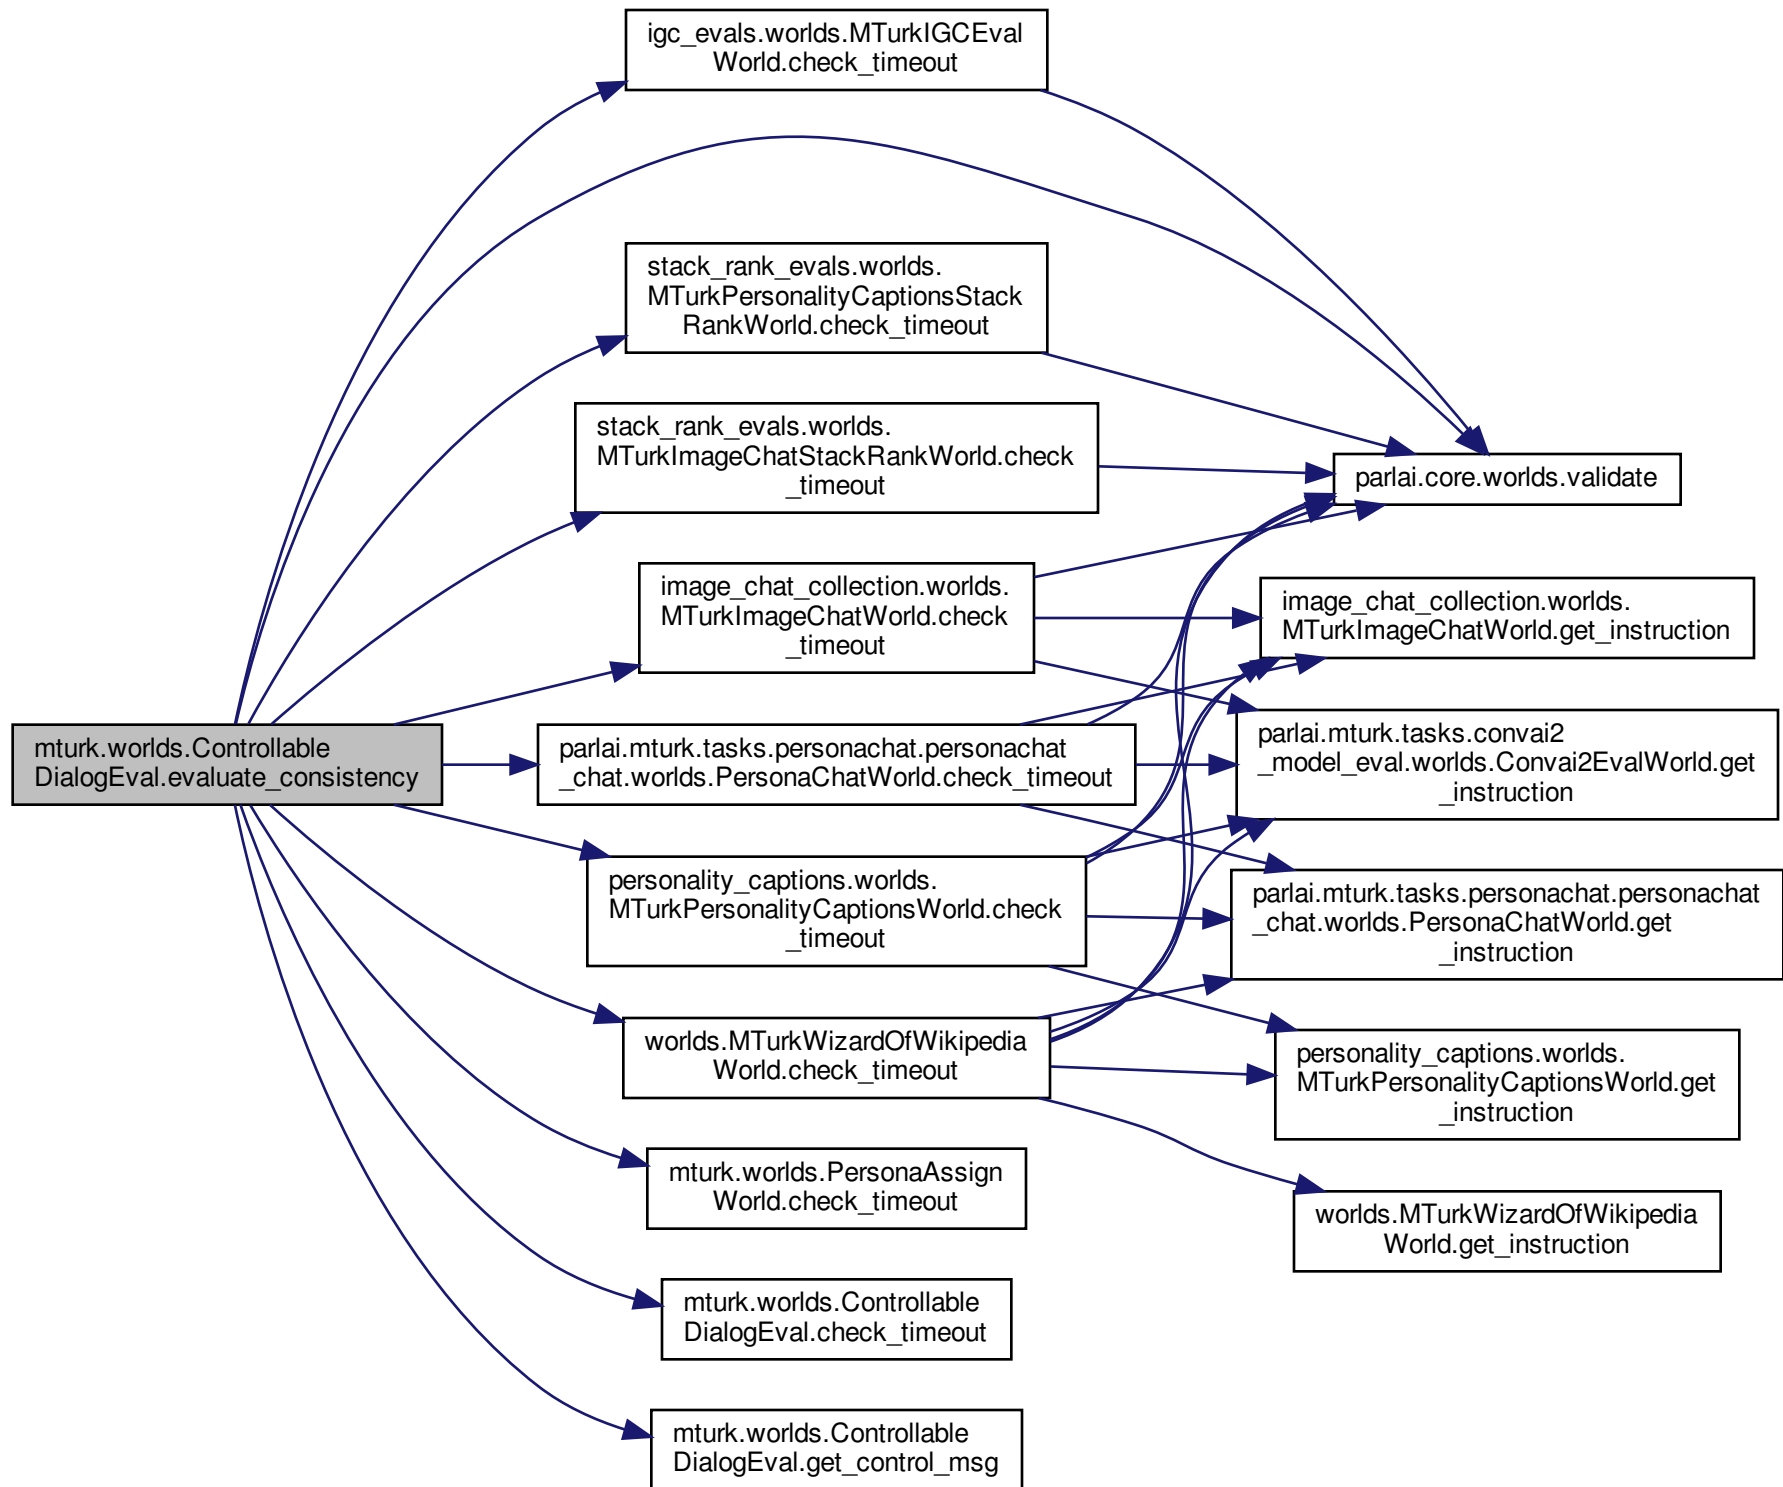 igc_evals.worlds.MTurkIGCEval
World.check_timeout
stack_rank_evals.worlds.
MTurkPersonalityCaptionsStack
RankWorld.check_timeout
stack_rank_evals.worlds.
MTurkImageChatStackRankWorld.check
_timeout
parlai.core.worlds.validate
image_chat_collection.worlds.
MTurkImageChatWorld.check
_timeout
image_chat_collection.worlds.
MTurkImageChatWorld.get_instruction
mturk.worlds.Controllable
DialogEval.evaluate_consistency
parlai.mturk.tasks.personachat.personachat
_chat.worlds.PersonaChatWorld.check_timeout
parlai.mturk.tasks.convai2
_model_eval.worlds.Convai2EvalWorld.get
_instruction
personality_captions.worlds.
MTurkPersonalityCaptionsWorld.check
_timeout
parlai.mturk.tasks.personachat.personachat
_chat.worlds.PersonaChatWorld.get
_instruction
worlds.MTurkWizardOfWikipedia
World.check_timeout
personality_captions.worlds.
MTurkPersonalityCaptionsWorld.get
_instruction
mturk.worlds.PersonaAssign
World.check_timeout
worlds.MTurkWizardOfWikipedia
World.get_instruction
mturk.worlds.Controllable
DialogEval.check_timeout
mturk.worlds.Controllable
DialogEval.get_control_msg